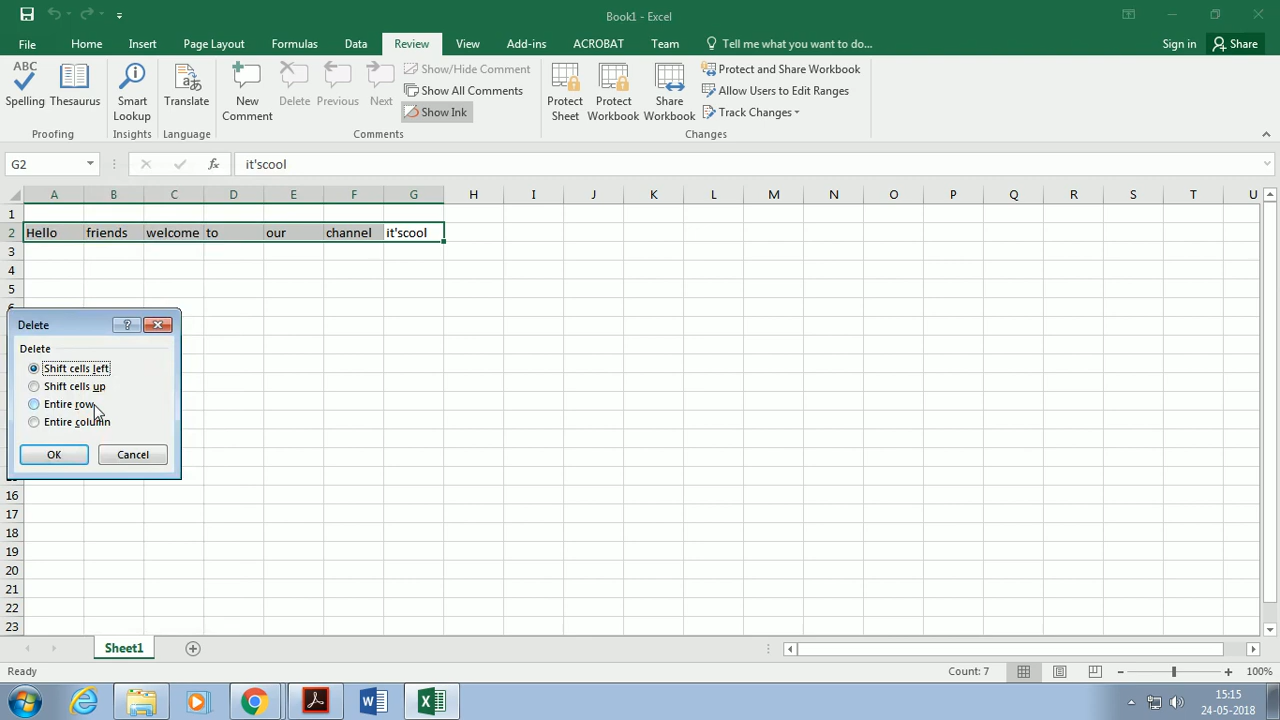 Book1 - Excel
File Home Insert Page Layout Formulas Data Review View Add-ins ACROBAT Team Tell me what you want to do... Sign in Share
ABC
Spelling Thesaurus Smart Lookup Translate New Comment Delete Previous Next
Show/Hide Comment
Show All Comments
Show Ink
Protect Sheet Protect Workbook Share Workbook
Protect and Share Workbook
Allow Users to Edit Ranges
Track Changes
Proofing Insights Language Comments Changes
G2 fx it'scool
A B C D E F G H I J K L M N O P Q R S T U
1
2 Hello friends welcome to our channel it'scool
3
4
5
6
Delete ?
Delete
Shift cells left
Shift cells up
Entire row
Entire column
OK Cancel
16
17
18
19
20
21
22
23
Sheet1
Ready Count: 7 100%
15:15
24-05-2018